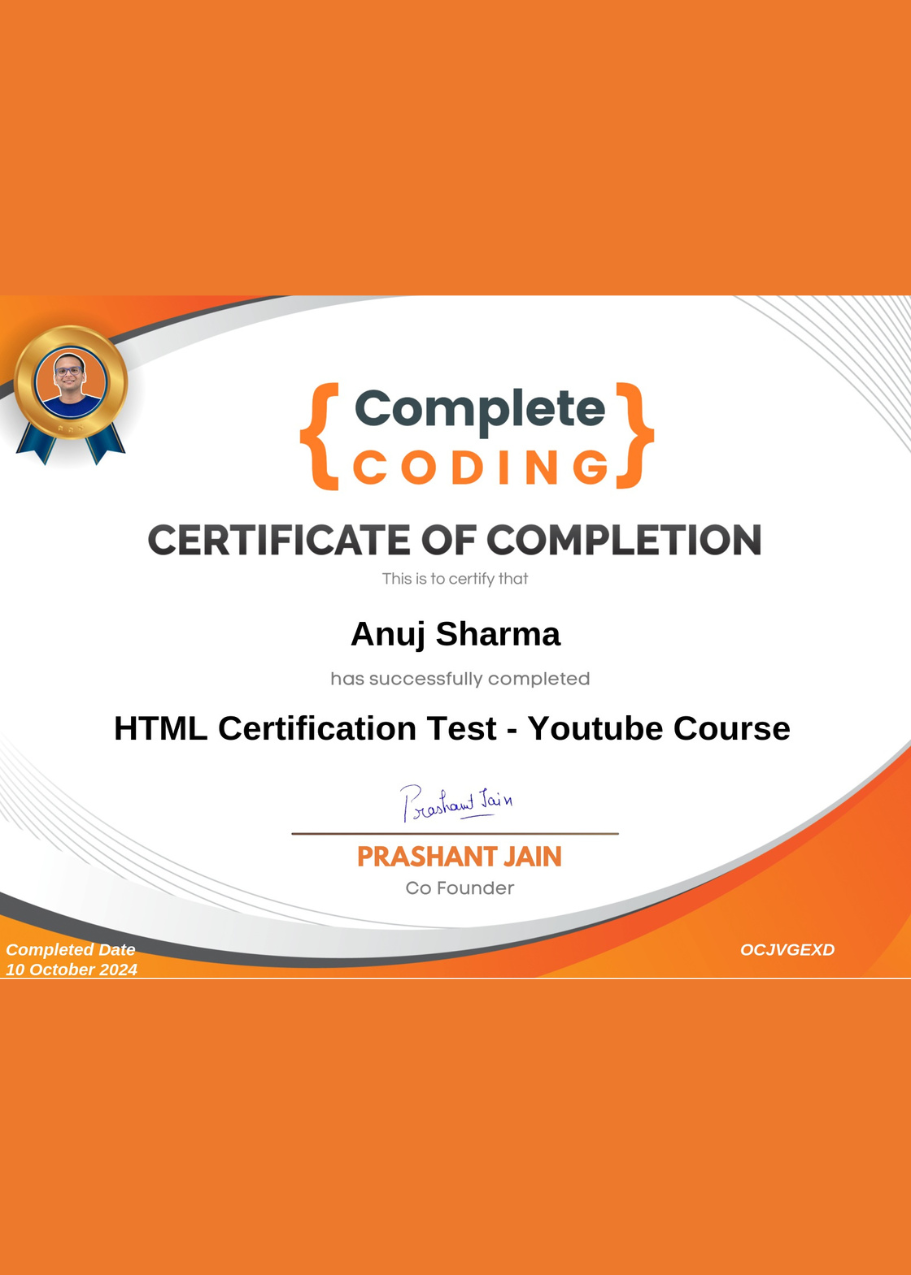 { Complete
CODING }
CERTIFICATE OF COMPLETION
This is to certify that
Anuj Sharma
has successfully completed
HTML Certification Test - Youtube Course
Prashant Jain
PRASHANT JAIN
Co Founder
Completed Date
10 October 2024
OCJVGEXD